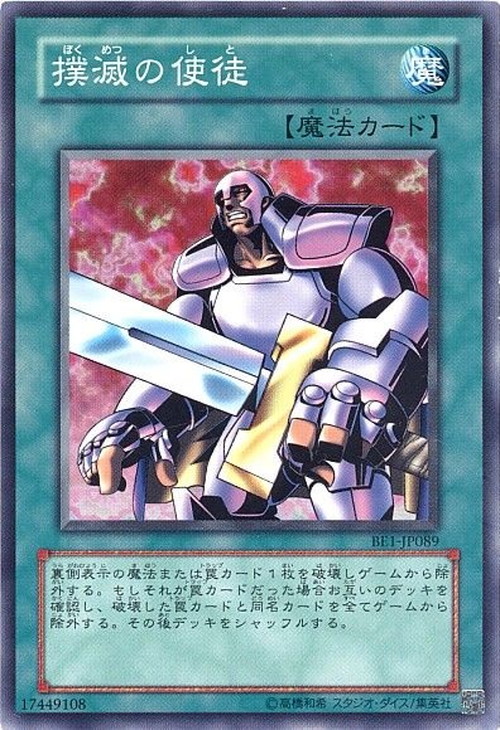 撲滅の使徒
魔
【魔法カード】
BE1-JP089
裏側表示の魔法または罠カード1枚を破壊しゲームから除
外する。もしそれが罠カードだった場合お互いのデッキを
確認し、破壊した罠カードと同名カードを全てゲームから
除外する。その後デッキをシャッフルする。
17449108
©高橋和希 スタジオ・ダイス/集英社